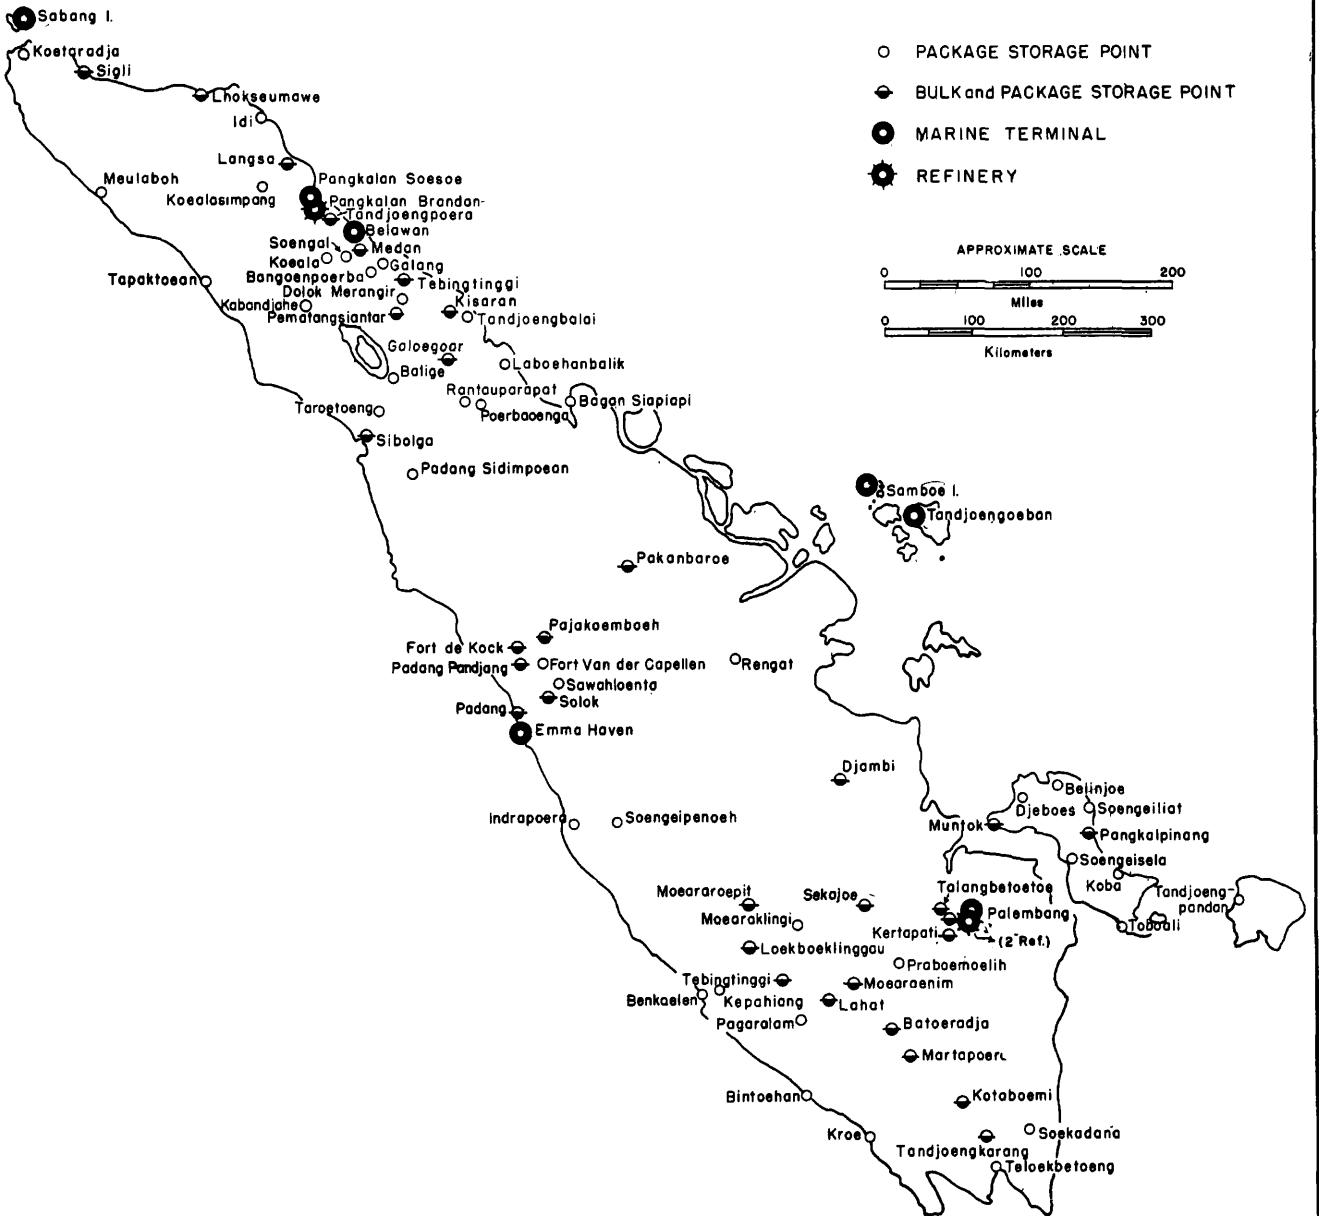 Sabang I.
Koetaradja
Sigli
Lhokseumawe
Idi
Langsa
Meulaboh
Koealasimpang
Pangkalan Soesoe
Pangkalan Brandan-
Tandjoengpoera
Belawan
Soengal
Medan
Koeala
Galang
Bangoenpoerba
Tapaktoean
Tebingtinggi
Dolok Merangir
Kabandjahe
Kisaran
Pematangsiantar
Tandjoengbalai
Galoegoer
Balige
Laboehanbalik
Rantauparapat
Bagan Siapiapi
Taroetoeng
Poerbaoenga
Sibolga
Padang Sidimpoean
PACKAGE STORAGE POINT
BULK and PACKAGE STORAGE POINT
MARINE TERMINAL
REFINERY
APPROXIMATE SCALE
0 100 200
Miles
0 100 200 300
Kilometers
Samboe I.
Tandjoengoeban
Pakanbaroe
Pajakoemboeh
Fort de Kock
Padang Pandjang
Fort Van der Capellen
Rengat
Sawahloento
Solok
Padang
Emma Haven
Djambi
Indrapoera
Soengeipenoeh
Belinjoe
Djeboes
Soengeiliat
Muntok
Pangkalpinang
Soengeisela
Koba
Tandjoeng-
pandan
Toboali
Moeararoepit
Sekajoe
Talangbetoetoe
Moearaklingi
Palembang
Kertapati
(2nd Ref.)
Loekboeklinggau
Praboemoelih
Tebingtinggi
Moearaenim
Benkoelen
Kepahiang
Lahat
Pagaralam
Batoeradja
Martapoera
Bintoehan
Kotaboemi
Kroe
Soekadana
Tandjoengkarang
Teloekbetoeng